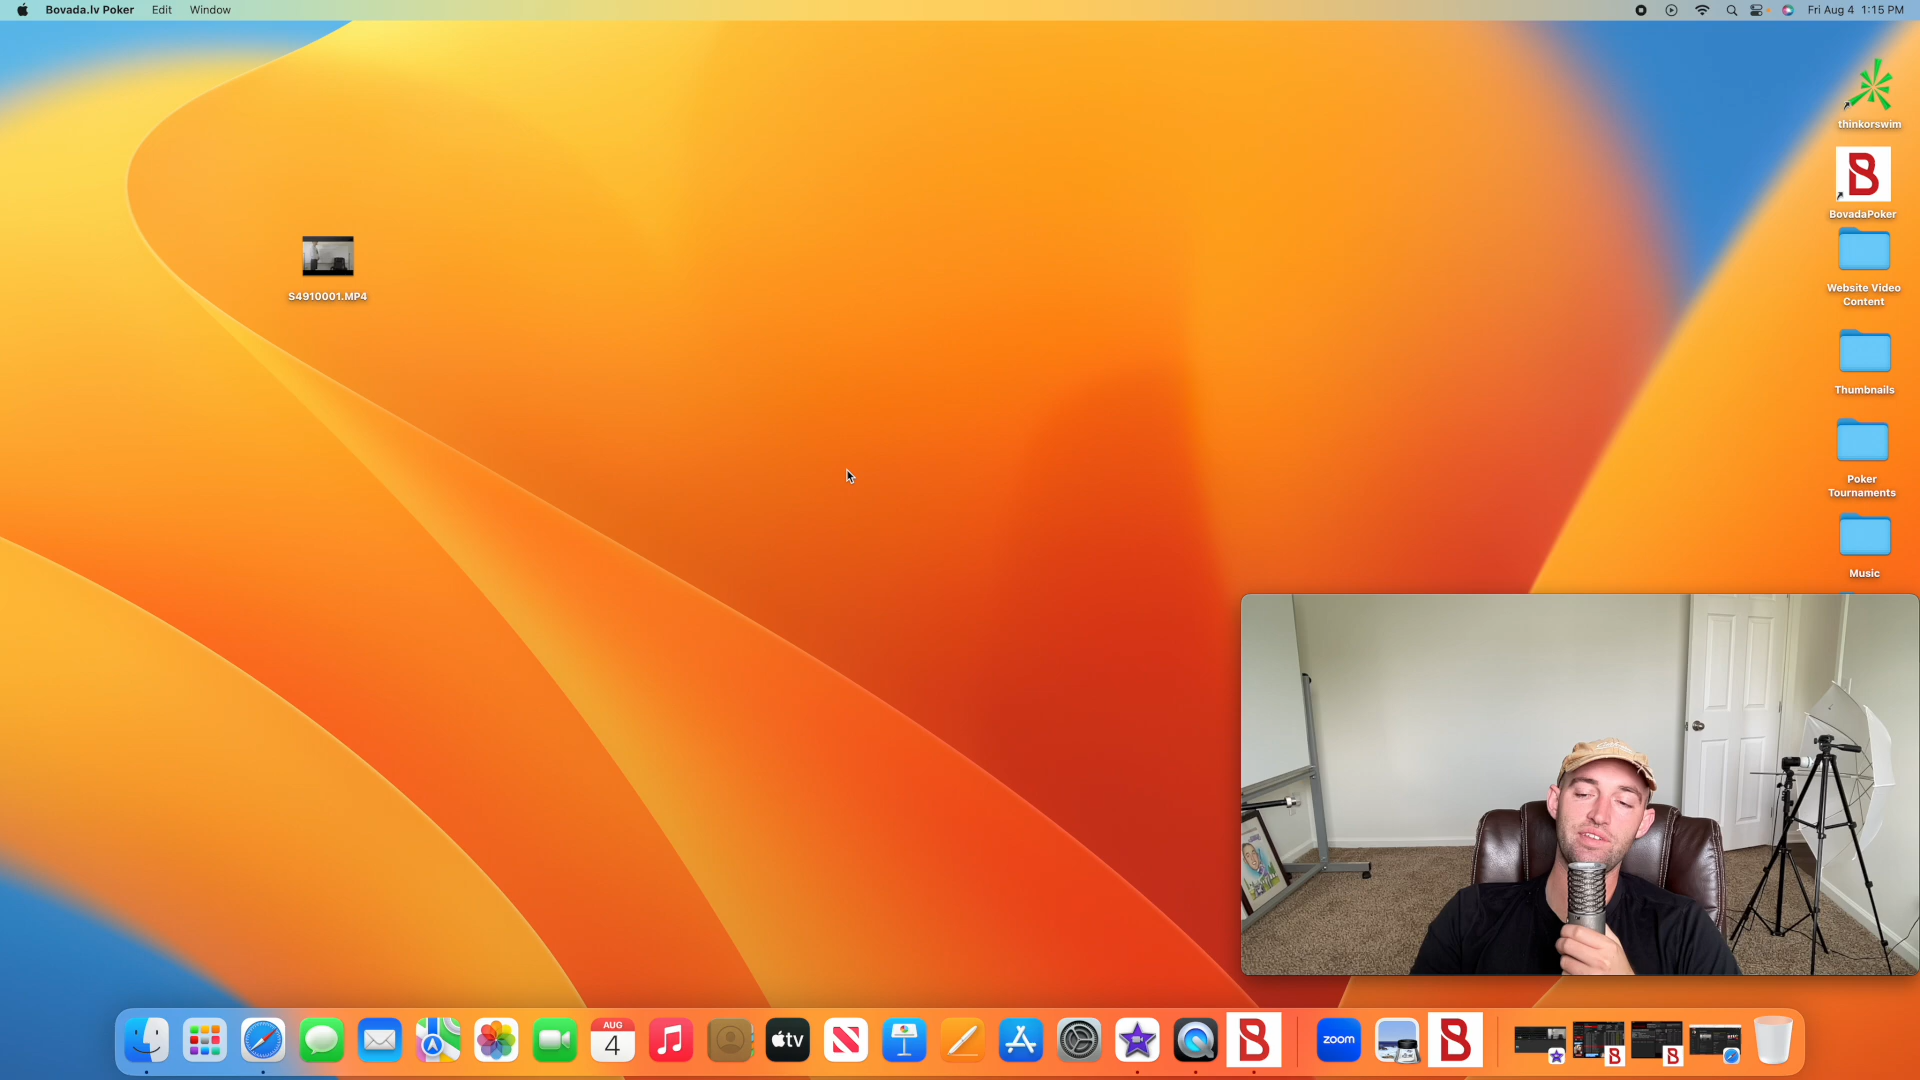 Bovada.lv Poker Edit Window Fri Aug 4 1:15 PM
thinkorswim
B
BovadaPoker
Website Video
Content
Thumbnails
Poker
Tournaments
Music
S4910001.MP4
AUG
4
tv
B
zoom
B
B
B